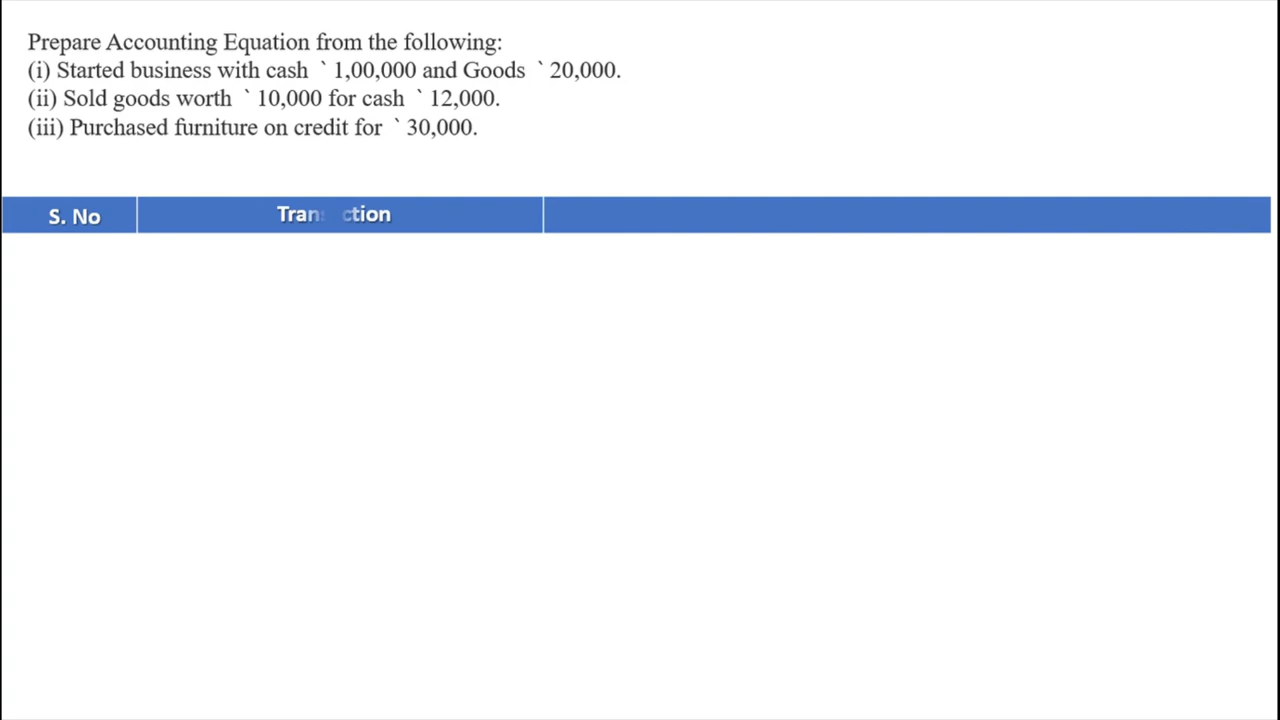 Prepare Accounting Equation from the following:
(i) Started business with cash ` 1,00,000 and Goods ` 20,000.
(ii) Sold goods worth ` 10,000 for cash ` 12,000.
(iii) Purchased furniture on credit for ` 30,000.
S. No